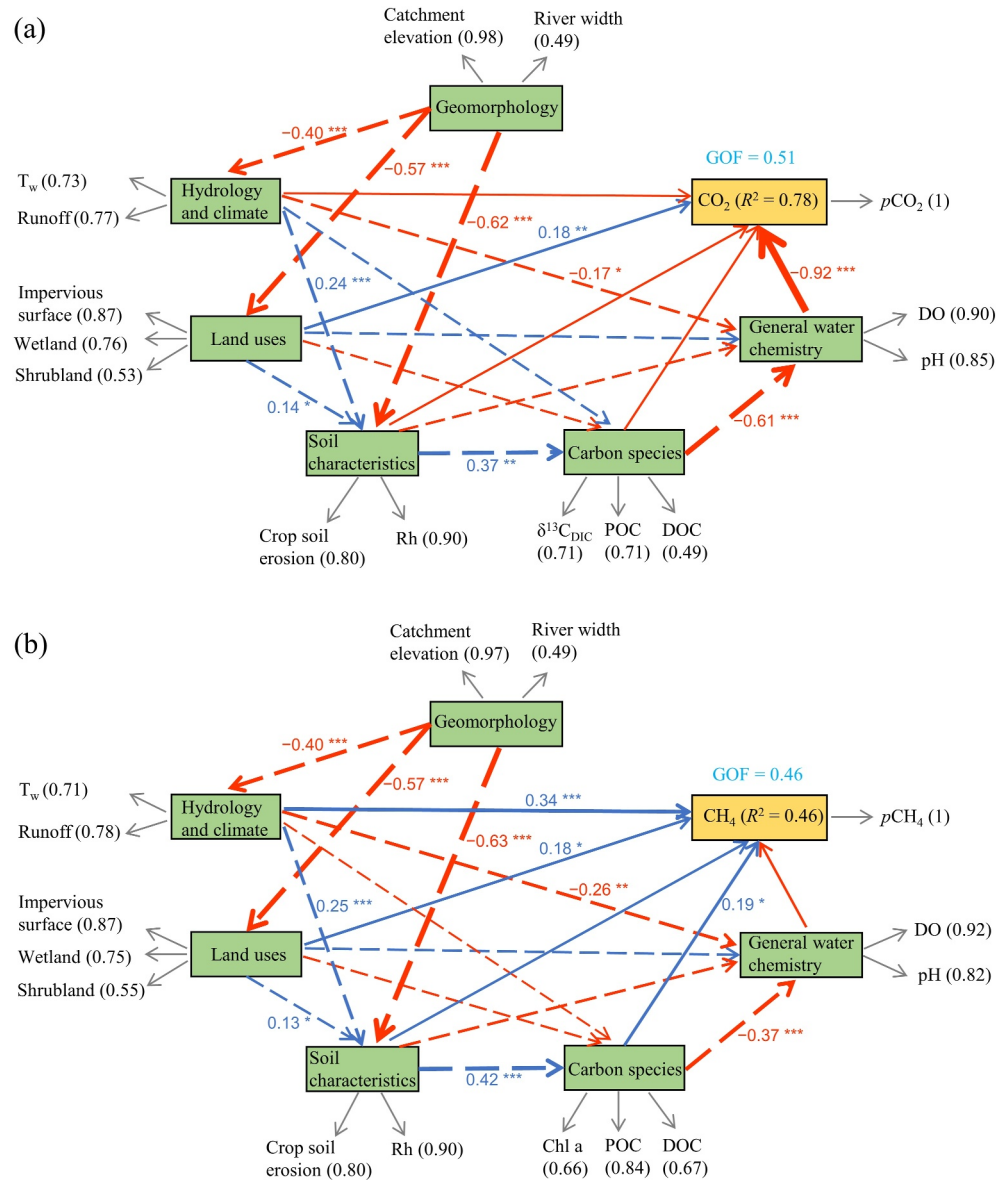 (a)
Catchment
elevation (0.98)
River width
(0.49)
Geomorphology
−0.40 ***
−0.57 ***
GOF = 0.51
T_w (0.73)
Runoff (0.77)
Hydrology
and climate
CO₂ (R² = 0.78)
pCO₂ (1)
−0.62 ***
0.18 **
0.24 ***
−0.17 *
−0.92 ***
Impervious
surface (0.87)
Wetland (0.76)
Shrubland (0.53)
Land uses
General water
chemistry
DO (0.90)
pH (0.85)
0.14 *
−0.61 ***
Soil
characteristics
0.37 **
Carbon species
Crop soil
erosion (0.80)
Rh (0.90)
δ¹³C_DIC
(0.71)
POC
(0.71)
DOC
(0.49)
(b)
Catchment
elevation (0.97)
River width
(0.49)
Geomorphology
−0.40 ***
−0.57 ***
GOF = 0.46
T_w (0.71)
Runoff (0.78)
Hydrology
and climate
0.34 ***
CH₄ (R² = 0.46)
pCH₄ (1)
−0.63 ***
0.18 *
0.25 ***
−0.26 **
0.19 *
Impervious
surface (0.87)
Wetland (0.75)
Shrubland (0.55)
Land uses
General water
chemistry
DO (0.92)
pH (0.82)
0.13 *
−0.37 ***
Soil
characteristics
0.42 ***
Carbon species
Crop soil
erosion (0.80)
Rh (0.90)
Chl a
(0.66)
POC
(0.84)
DOC
(0.67)